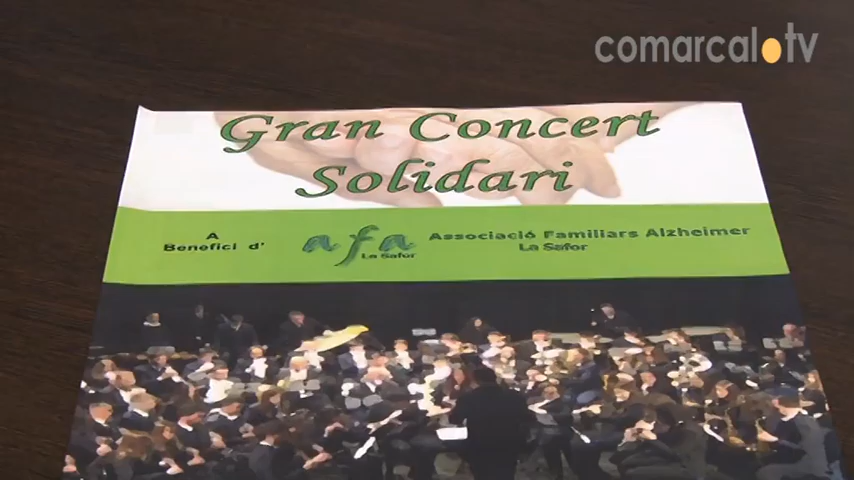 comarcal.tv
Gran Concert
Solidari
A
Benefici d'
afa
La Safor
Associació Familiars Alzheimer
La Safor